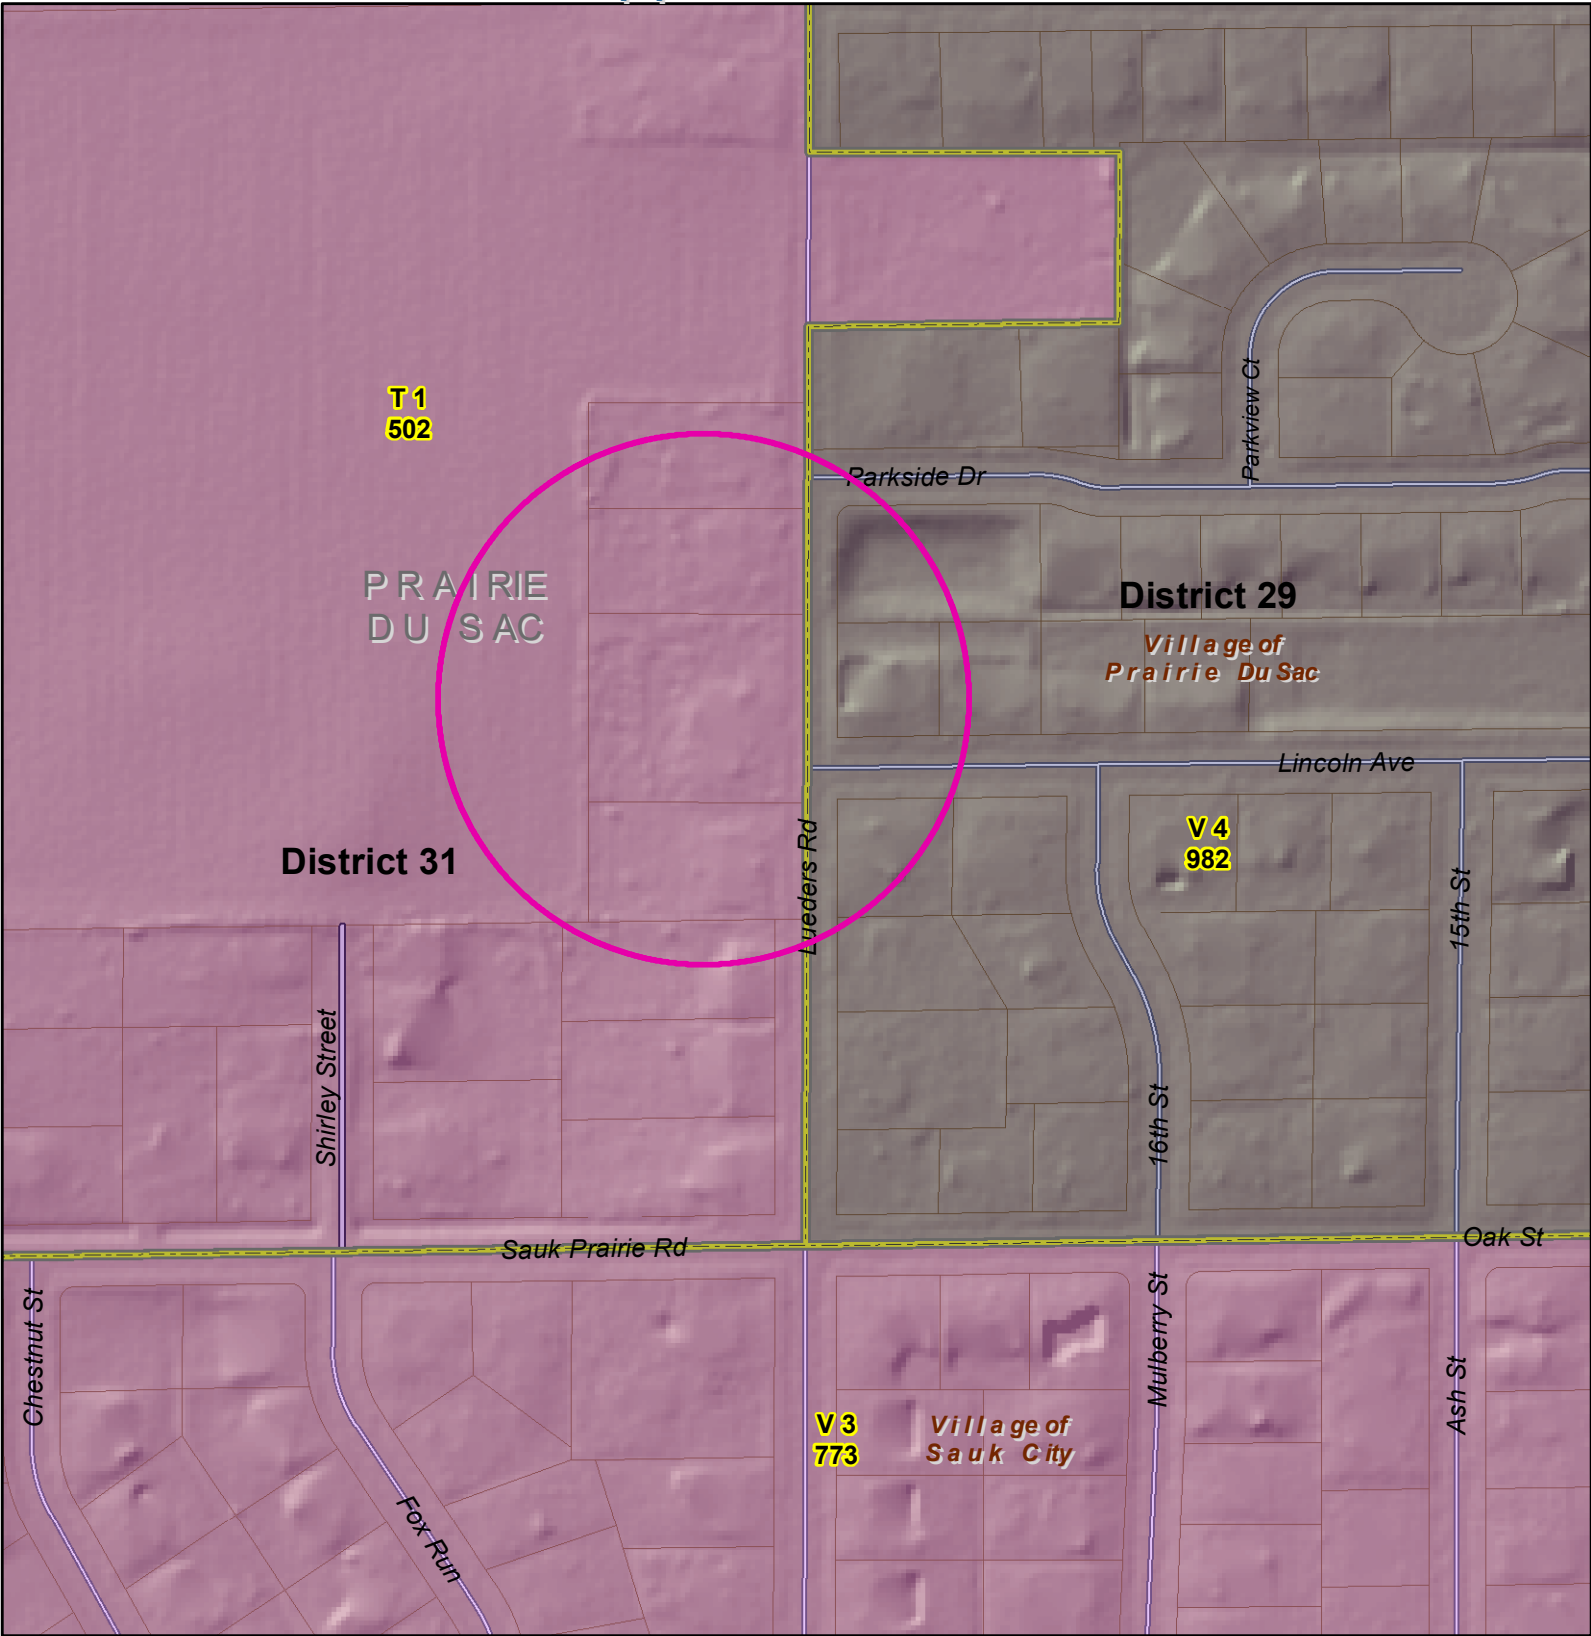 T 1
502
Parkview Ct
Parkside Dr
PRAIRIE
DU SAC
District 29
Village of
Prairie Du Sac
Lincoln Ave
V 4
982
Lueders Rd
District 31
15th St
Shirley Street
16th St
Sauk Prairie Rd
Oak St
Chestnut St
Mulberry St
Ash St
V 3
773
Village of
Sauk City
Fox Run